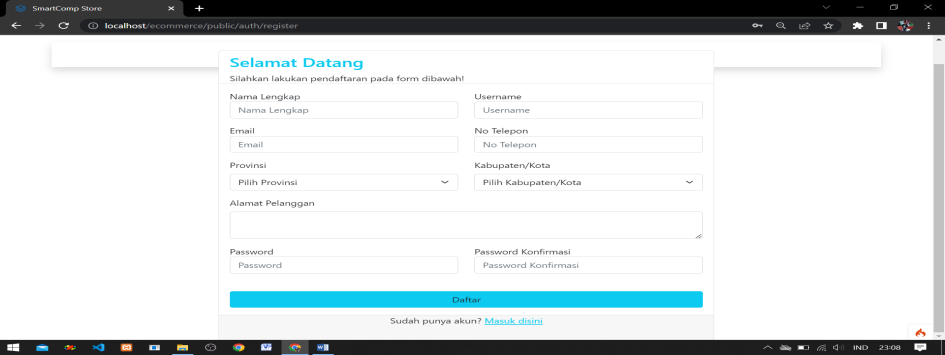 SmartComp Store
localhost/ecommerce/public/auth/register
Selamat Datang
Silahkan lakukan pendaftaran pada form dibawah!
Nama Lengkap Username
Nama Lengkap Username
Email No Telepon
Email No Telepon
Provinsi Kabupaten/Kota
Pilih Provinsi Pilih Kabupaten/Kota
Alamat Pelanggan
Password Password Konfirmasi
Password Password Konfirmasi
Daftar
Sudah punya akun? Masuk disini
IND 23:08